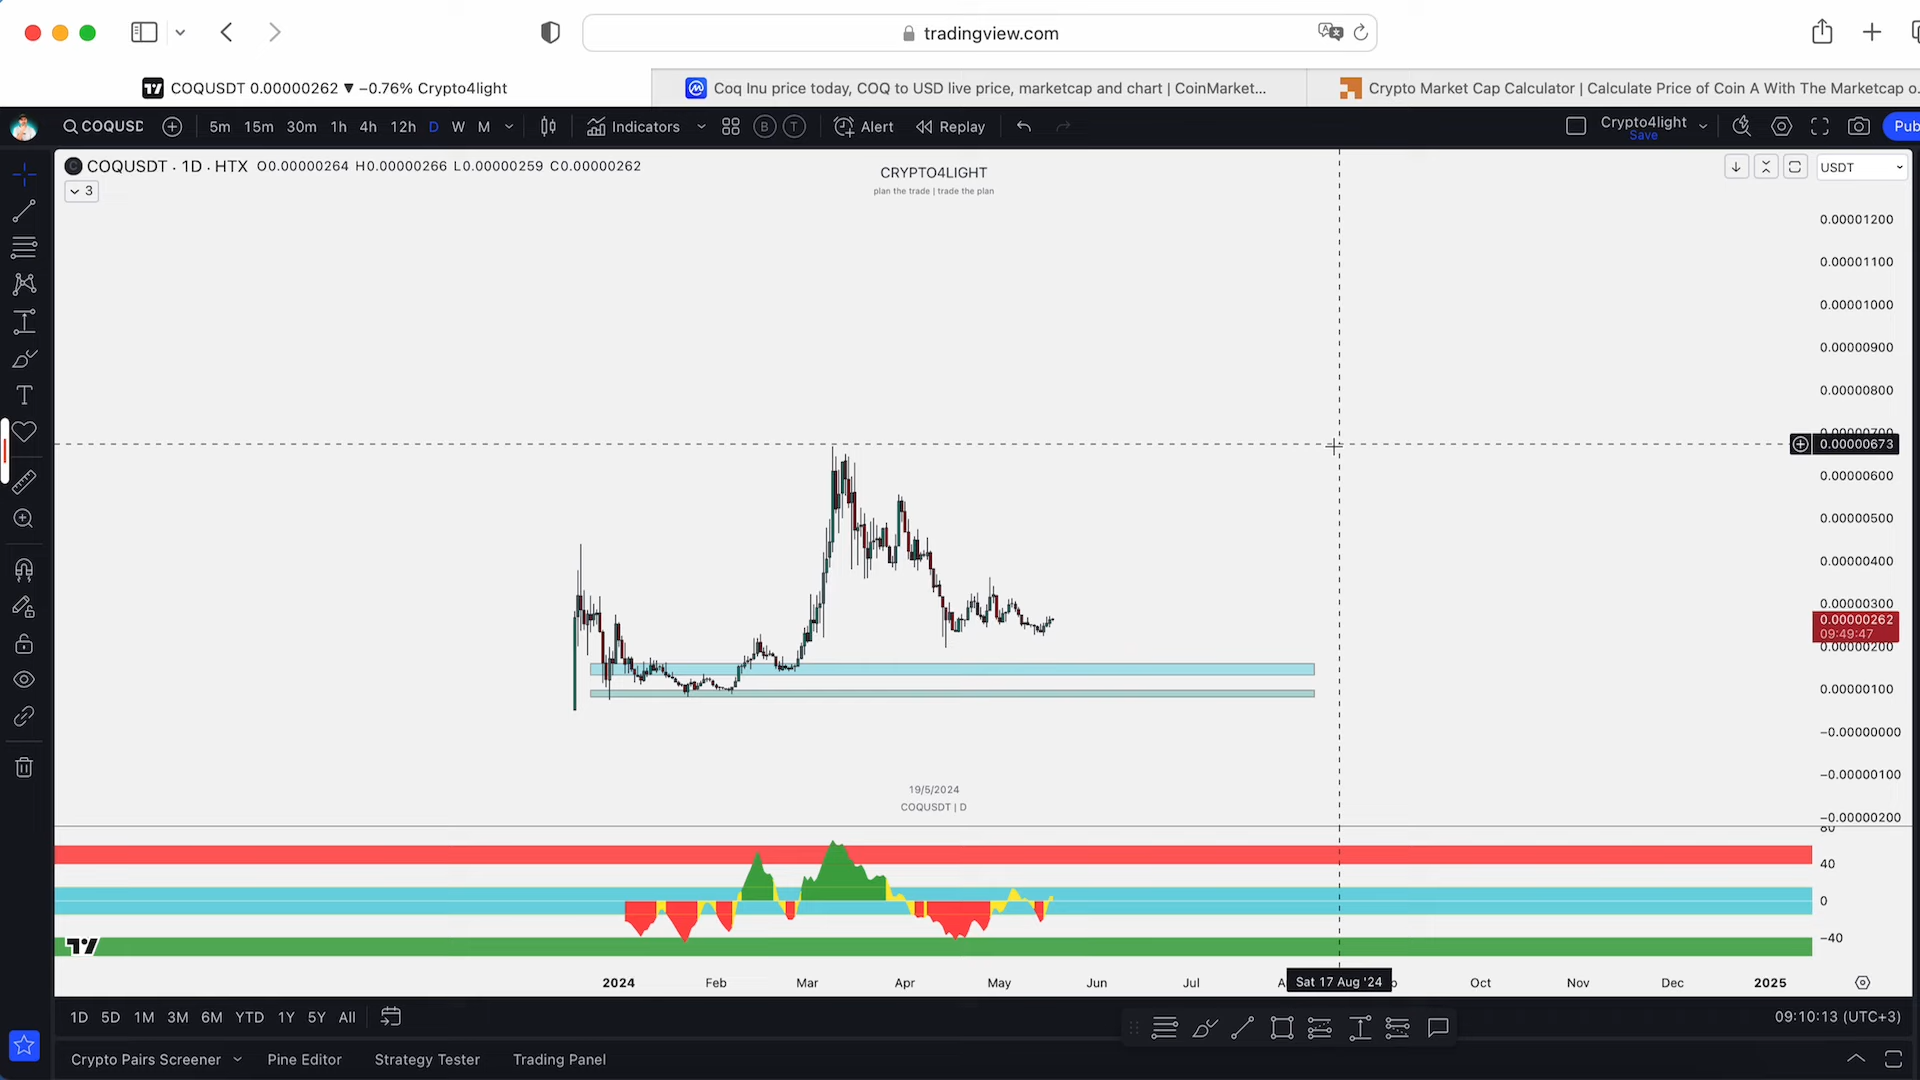 tradingview.com
COQUSDT 0.00000262 ▼ −0.76% Crypto4light
Coq Inu price today, COQ to USD live price, marketcap and chart | CoinMarket...
Crypto Market Cap Calculator | Calculate Price of Coin A With The Marketcap o.
COQUSD
5m 15m 30m 1h 4h 12h D W M
Indicators
B T
Alert
Replay
Crypto4light
Save
Pub
COQUSDT · 1D · HTX O0.00000264 H0.00000266 L0.00000259 C0.00000262
3
CRYPTO4LIGHT
plan the trade | trade the plan
USDT
0.00001200
0.00001100
0.00001000
0.00000900
0.00000800
0.00000700
0.00000673
0.00000600
0.00000500
0.00000400
0.00000300
0.00000262
09:49:47
0.00000200
0.00000100
−0.00000000
−0.00000100
−0.00000200
19/5/2024
COQUSDT | D
80
40
0
−40
2024 Feb Mar Apr May Jun Jul Sat 17 Aug '24 Oct Nov Dec 2025
1D 5D 1M 3M 6M YTD 1Y 5Y All
09:10:13 (UTC+3)
Crypto Pairs Screener Pine Editor Strategy Tester Trading Panel